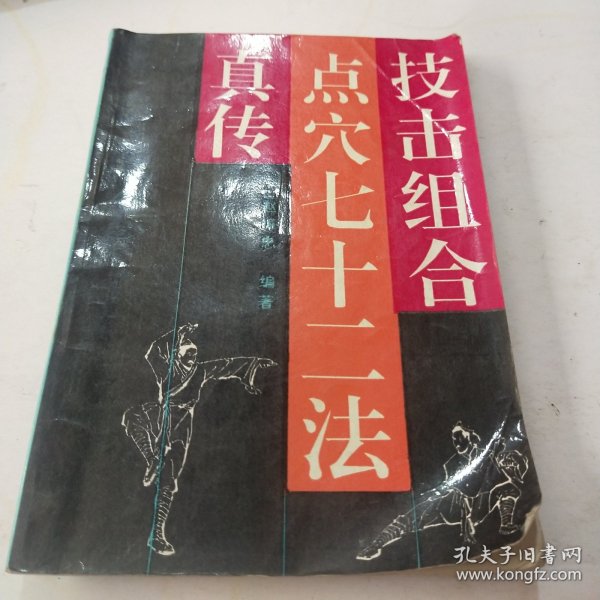 技击组合
点穴七十二法
真传
编著
孔夫子旧书网
www.kongfz.com